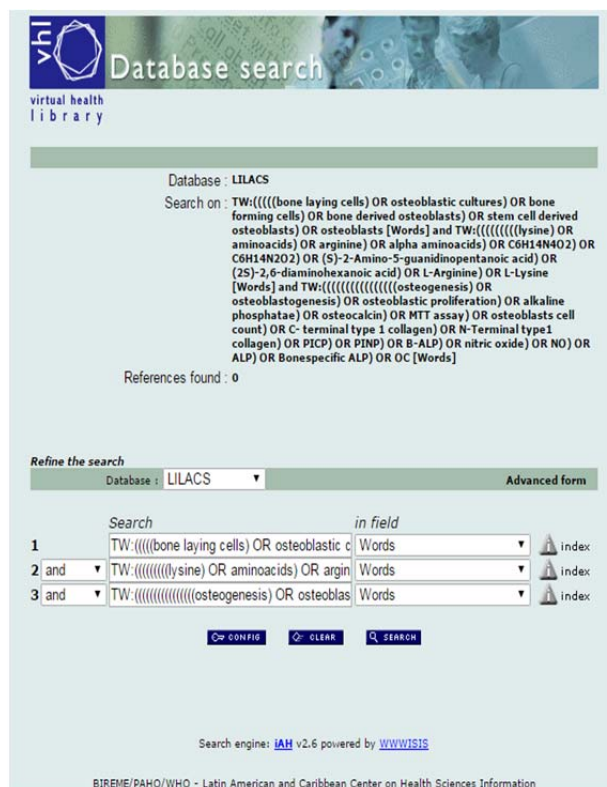 vhl
Database search
virtual health
library
Database : LILACS
Search on : TW:(((((bone laying cells) OR osteoblastic cultures) OR bone
forming cells) OR bone derived osteoblasts) OR stem cell derived
osteoblasts) OR osteoblasts [Words] and TW:(((((((((lysine) OR
aminoacids) OR arginine) OR alpha aminoacids) OR C6H14N4O2) OR
C6H14N2O2) OR (S)-2-Amino-5-guanidinopentanoic acid) OR
(2S)-2,6-diaminohexanoic acid) OR L-Arginine) OR L-Lysine
[Words] and TW:((((((((((((((((osteogenesis) OR
osteoblastogenesis) OR osteoblastic proliferation) OR alkaline
phosphatae) OR osteocalcin) OR MTT assay) OR osteoblasts cell
count) OR C- terminal type 1 collagen) OR N-Terminal type1
collagen) OR PICP) OR PINP) OR B-ALP) OR nitric oxide) OR NO) OR
ALP) OR Bonespecific ALP) OR OC [Words]
References found : 0
Refine the search
Database : LILACS
Advanced form
Search in field
1 TW:(((((bone laying cells) OR osteoblastic c Words index
2 and TW:(((((((((lysine) OR aminoacids) OR argin Words index
3 and TW:((((((((((((((((osteogenesis) OR osteoblas Words index
CONFIG CLEAR SEARCH
Search engine: iAH v2.6 powered by WWWISIS
BIREME/PAHO/WHO - Latin American and Caribbean Center on Health Sciences Information